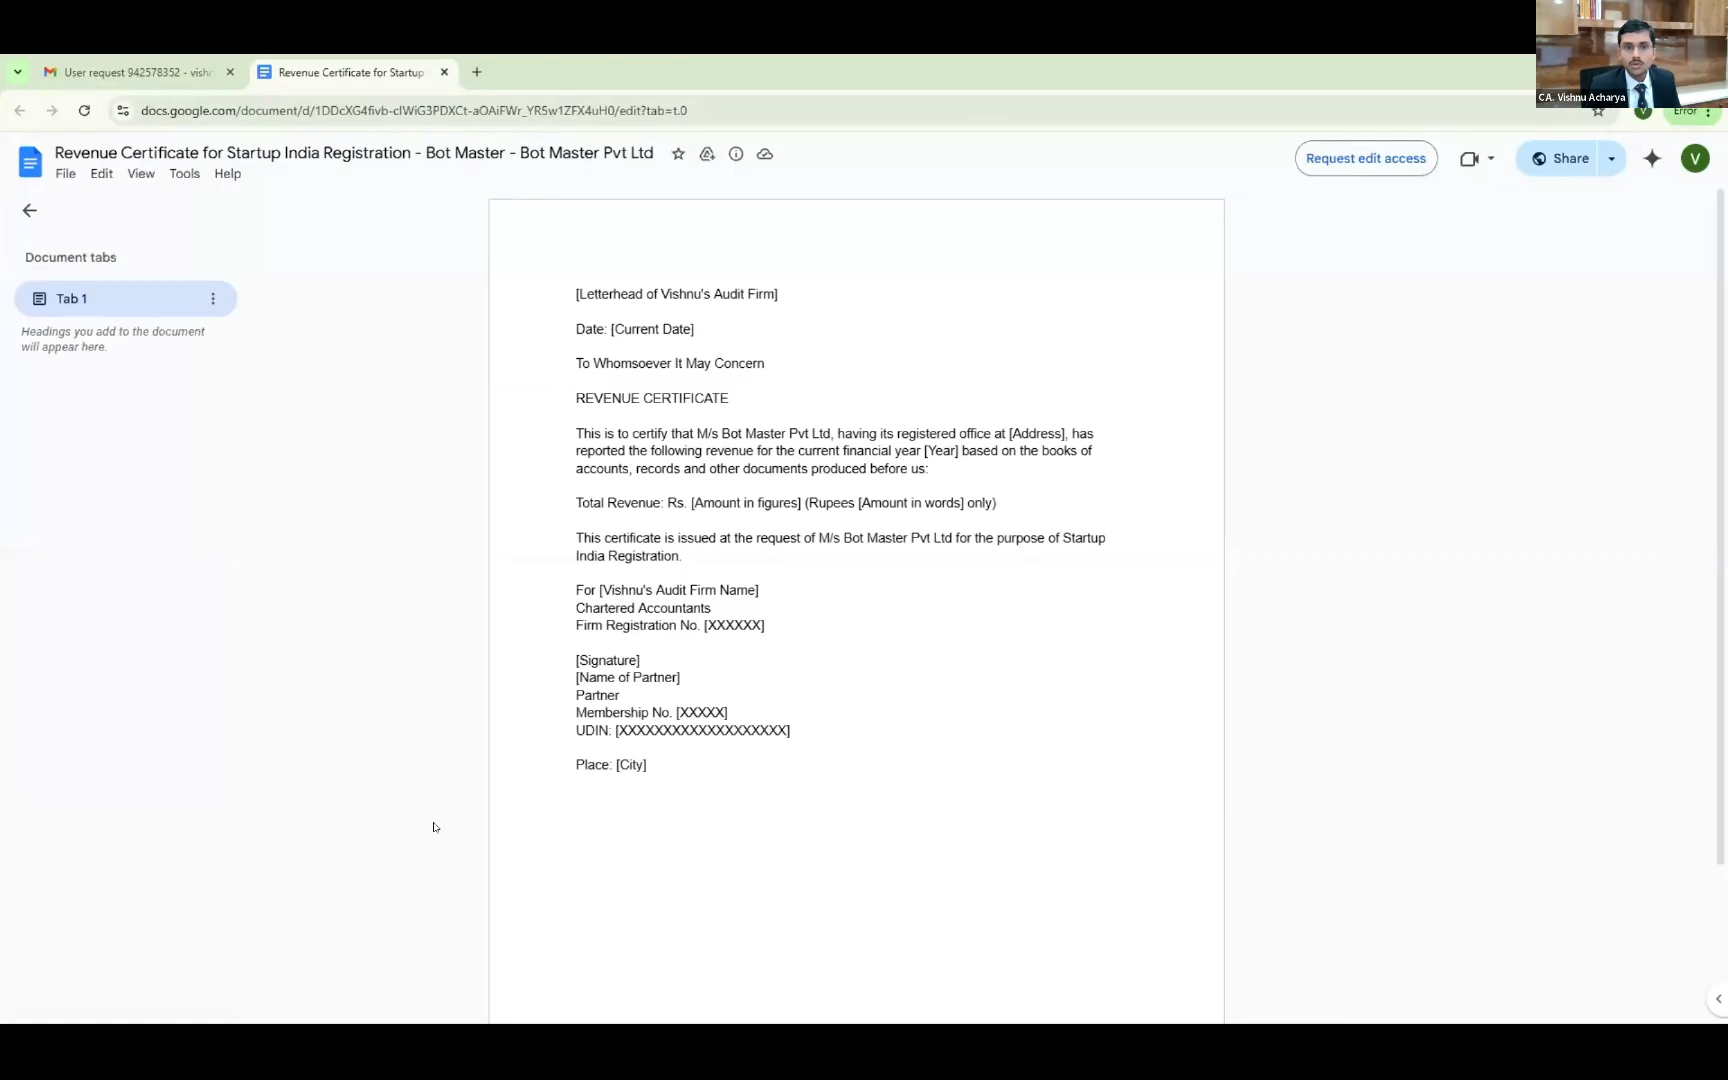 CA. Vishnu Acharya
User request 942578352 - vishr
Revenue Certificate for Startup
docs.google.com/document/d/1DDcXG4fivb-cIWiG3PDXCt-aOAiFWr_YR5w1ZFX4uH0/edit?tab=t.0
Error
Revenue Certificate for Startup India Registration - Bot Master - Bot Master Pvt Ltd
File Edit View Tools Help
Request edit access
Share
V
Document tabs
Tab 1
Headings you add to the document
will appear here.
[Letterhead of Vishnu's Audit Firm]
Date: [Current Date]
To Whomsoever It May Concern
REVENUE CERTIFICATE
This is to certify that M/s Bot Master Pvt Ltd, having its registered office at [Address], has
reported the following revenue for the current financial year [Year] based on the books of
accounts, records and other documents produced before us:
Total Revenue: Rs. [Amount in figures] (Rupees [Amount in words] only)
This certificate is issued at the request of M/s Bot Master Pvt Ltd for the purpose of Startup
India Registration.
For [Vishnu's Audit Firm Name]
Chartered Accountants
Firm Registration No. [XXXXXX]
[Signature]
[Name of Partner]
Partner
Membership No. [XXXXX]
UDIN: [XXXXXXXXXXXXXXXXXXX]
Place: [City]